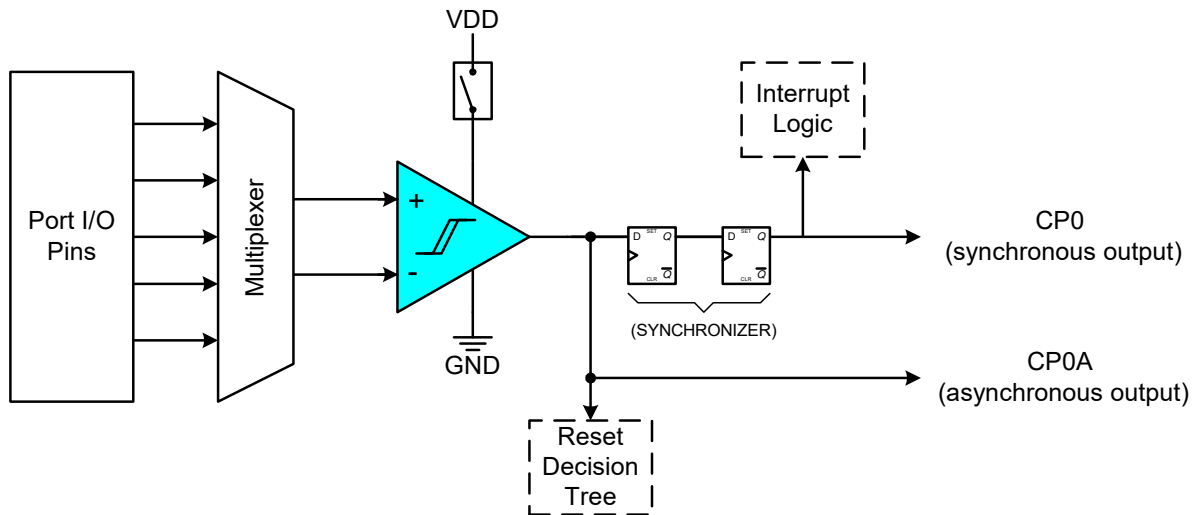 VDD
Interrupt
Logic
Port I/O
Pins
Multiplexer
+
-
D SET Q
CLR Q
D SET Q
CLR Q
CP0
(synchronous output)
(SYNCHRONIZER)
GND
CP0A
(asynchronous output)
Reset
Decision
Tree